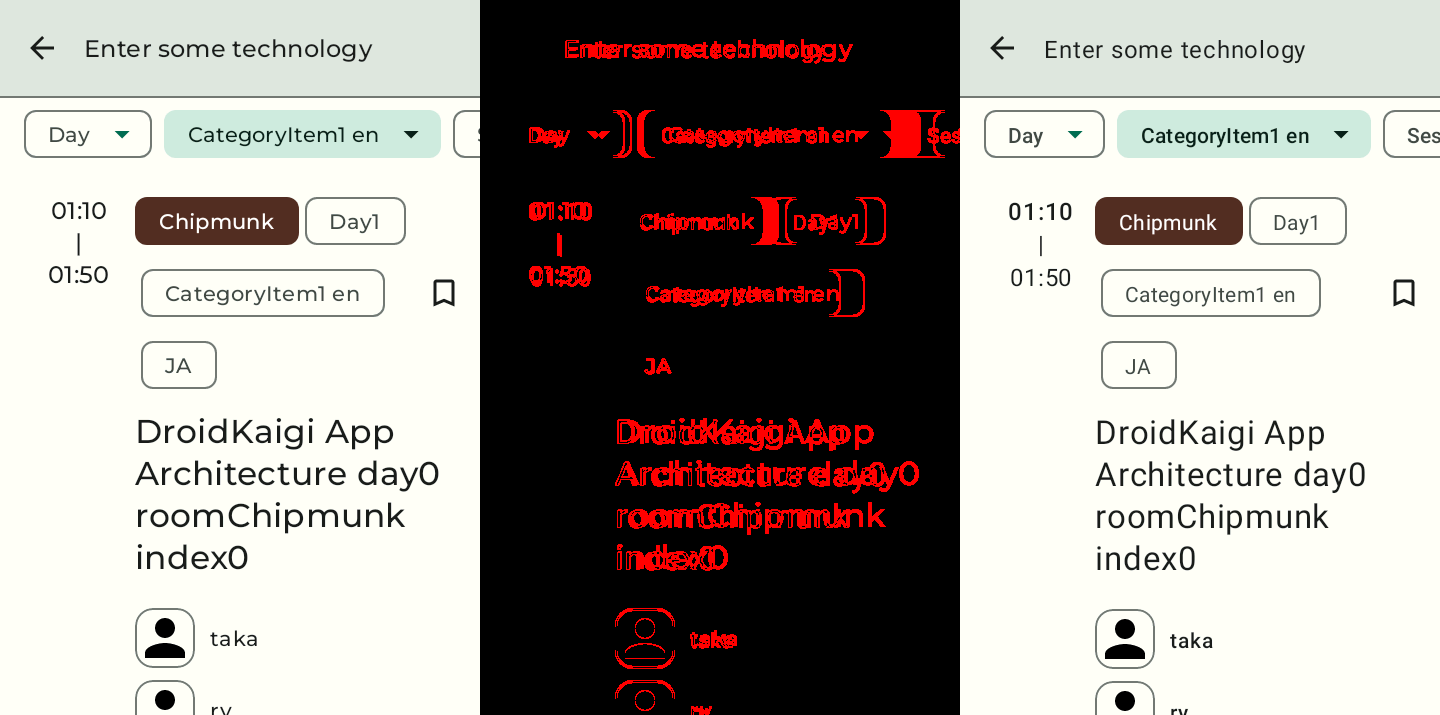 Enter some technology
Day CategoryItem1 en
01:10 Chipmunk Day1
|
01:50 CategoryItem1 en
JA
DroidKaigi App
Architecture day0
roomChipmunk
index0
taka
ry
Enter some technology
Day CategoryItem1 en Ses
01:10 Chipmunk Day1
01:50
CategoryItem1 en
JA
DroidKaigi App
Architecture day0
roomChipmunk
index0
taka
ry
Enter some technology
Day CategoryItem1 en Ses
01:10 Chipmunk Day1
|
01:50 CategoryItem1 en
JA
DroidKaigi App
Architecture day0
roomChipmunk
index0
taka
ry